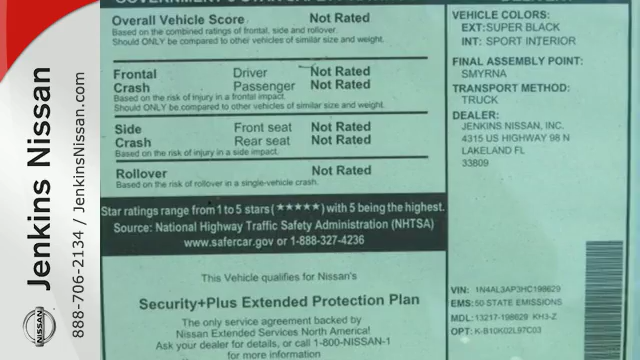 Jenkins Nissan
888-706-2134 / JenkinsNissan.com
NISSAN
Overall Vehicle Score Not Rated
Based on the combined ratings of frontal, side and rollover.
Should ONLY be compared to other vehicles of similar size and weight.
Frontal Driver Not Rated
Crash Passenger Not Rated
Based on the risk of injury in a frontal impact.
Should ONLY be compared to other vehicles of similar size and weight.
Side Front seat Not Rated
Crash Rear seat Not Rated
Based on the risk of injury in a side impact.
Rollover Not Rated
Based on the risk of rollover in a single-vehicle crash.
Star ratings range from 1 to 5 stars (★★★★★) with 5 being the highest.
Source: National Highway Traffic Safety Administration (NHTSA)
www.safercar.gov or 1-888-327-4236
This Vehicle qualifies for Nissan's
Security+Plus Extended Protection Plan
The only service agreement backed by
Nissan Extended Services North America!
Ask your dealer for details, or call 1-800-NISSAN-1
for more information
VEHICLE COLORS:
EXT: SUPER BLACK
INT: SPORT INTERIOR
FINAL ASSEMBLY POINT:
SMYRNA
TRANSPORT METHOD:
TRUCK
DEALER:
JENKINS NISSAN, INC.
4315 US HIGHWAY 98 N
LAKELAND FL
33809
VIN: 1N4AL3AP3HC198629
EMS: 50 STATE EMISSIONS
MDL: 13217-198629 KH3-Z
OPT: K-B10K02L97C03